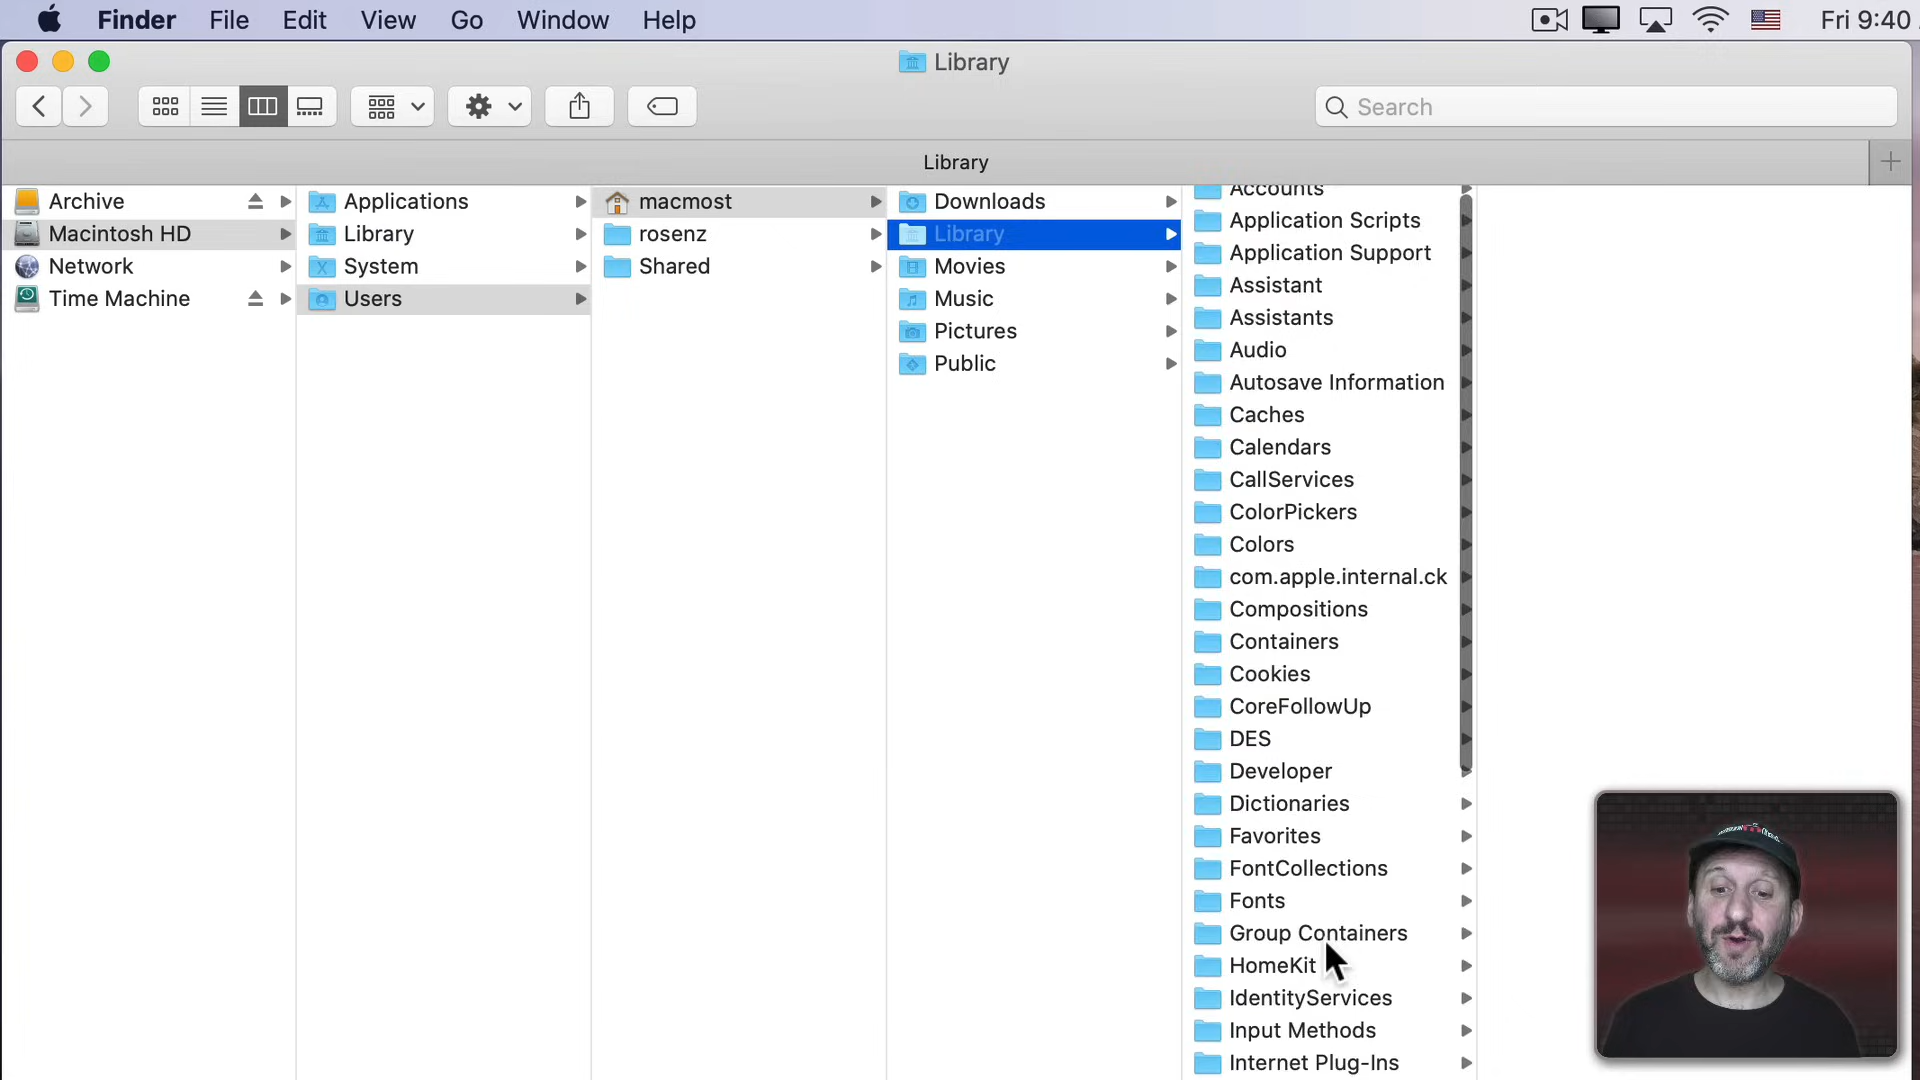 Finder File Edit View Go Window Help Fri 9:40
Library
Search
Library
Archive
Macintosh HD
Network
Time Machine
Applications
Library
System
Users
macmost
rosenz
Shared
Downloads
Library
Movies
Music
Pictures
Public
Accounts
Application Scripts
Application Support
Assistant
Assistants
Audio
Autosave Information
Caches
Calendars
CallServices
ColorPickers
Colors
com.apple.internal.ck
Compositions
Containers
Cookies
CoreFollowUp
DES
Developer
Dictionaries
Favorites
FontCollections
Fonts
Group Containers
HomeKit
IdentityServices
Input Methods
Internet Plug-Ins